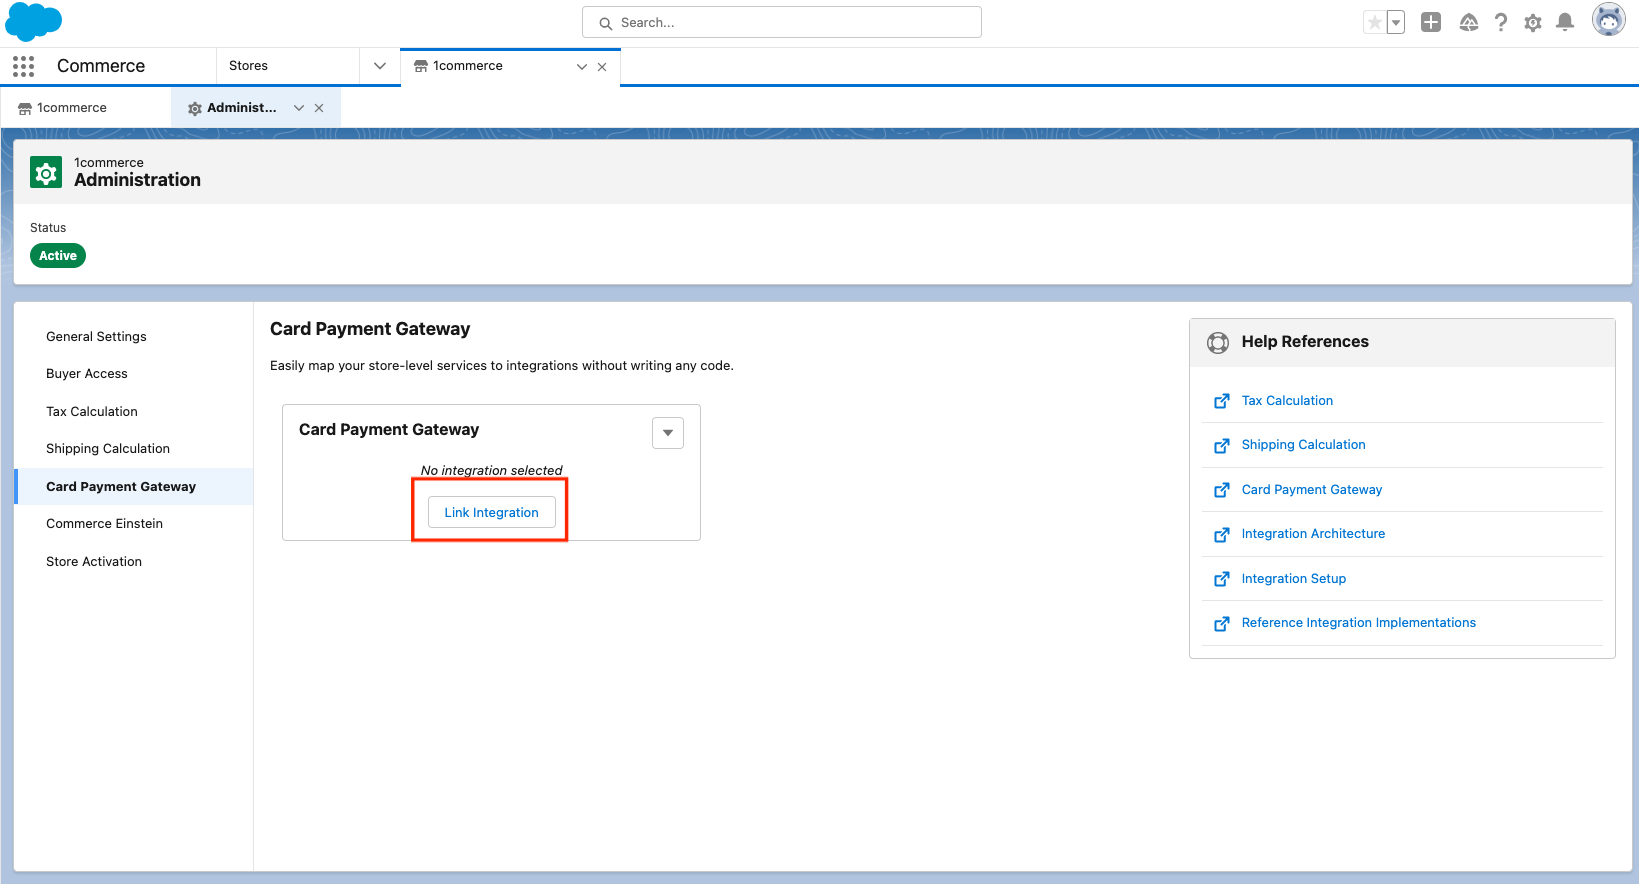 Search...
Commerce
Stores
1commerce
1commerce
Administ...
1commerce
Administration
Status
Active
General Settings
Buyer Access
Tax Calculation
Shipping Calculation
Card Payment Gateway
Commerce Einstein
Store Activation
Card Payment Gateway
Easily map your store-level services to integrations without writing any code.
Card Payment Gateway
No integration selected
Link Integration
Help References
Tax Calculation
Shipping Calculation
Card Payment Gateway
Integration Architecture
Integration Setup
Reference Integration Implementations